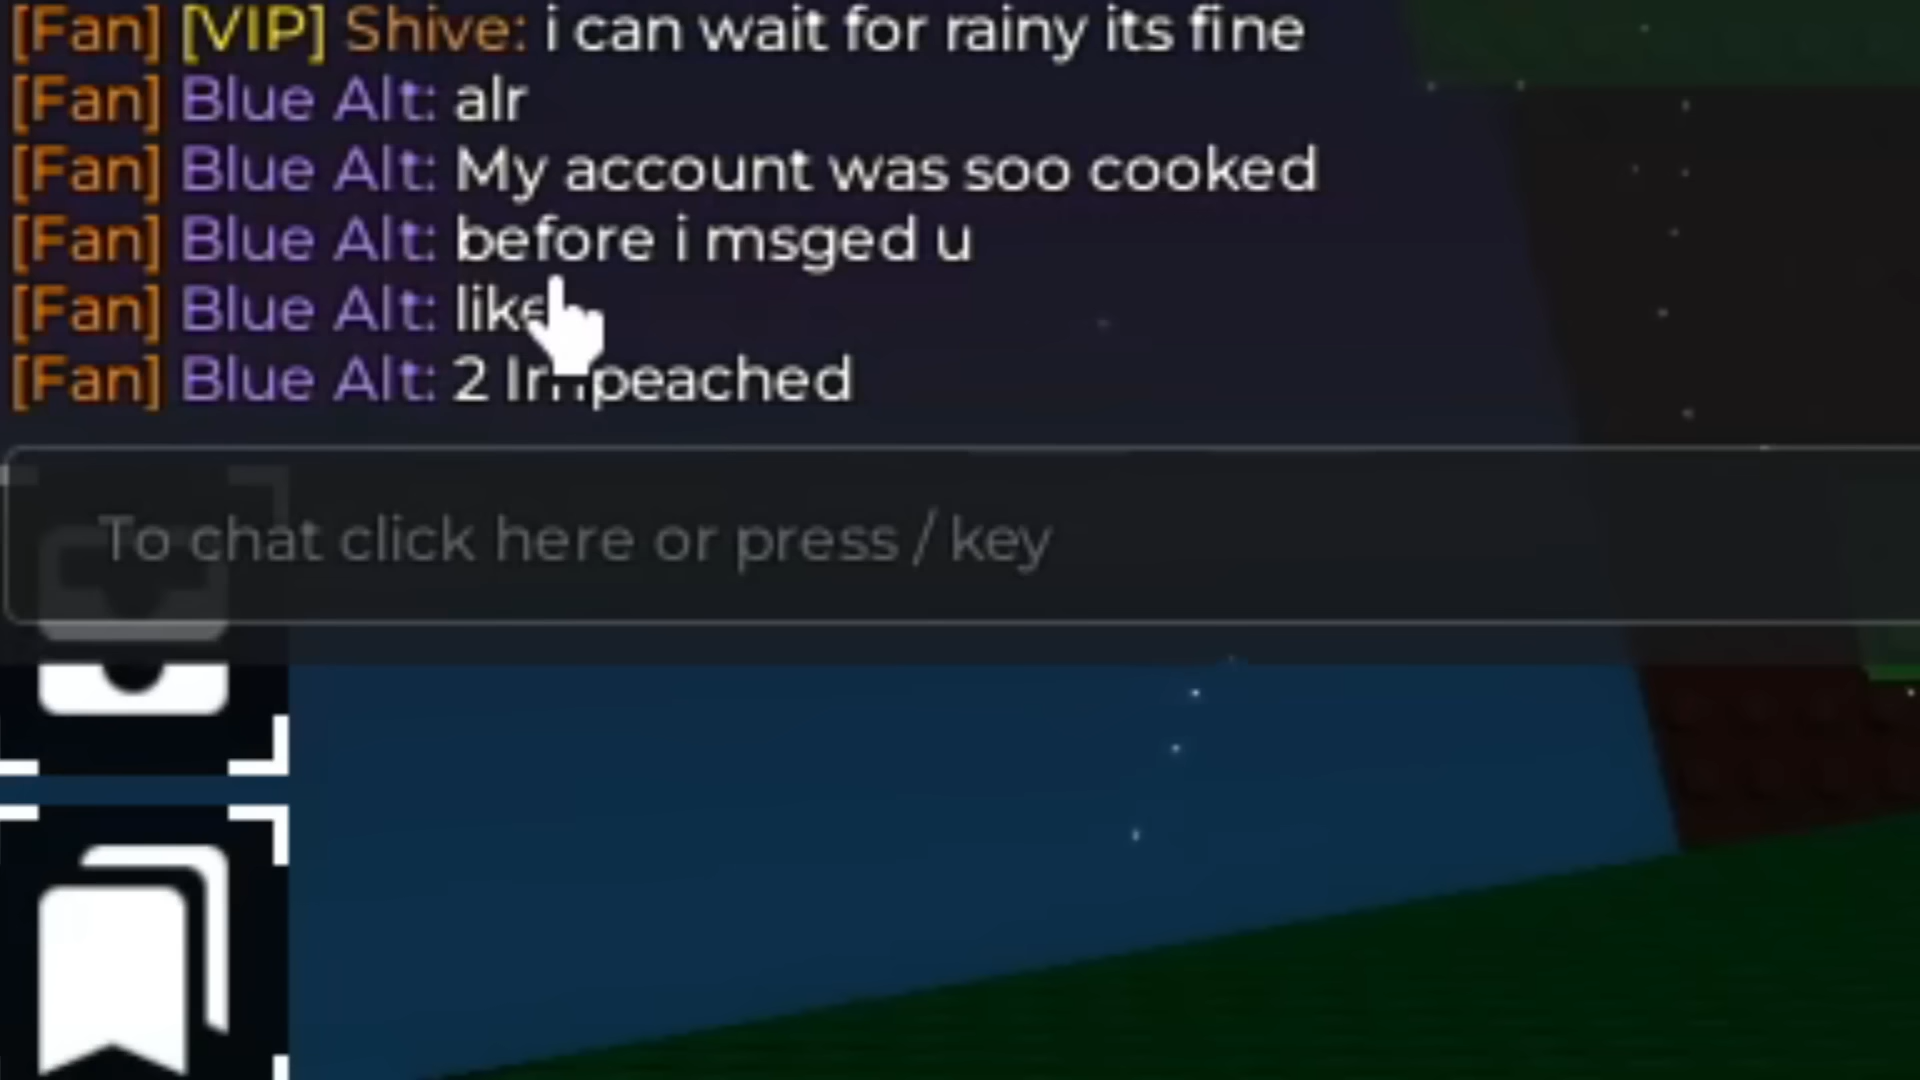 [Fan] [VIP] Shive: i can wait for rainy its fine
[Fan] Blue Alt: alr
[Fan] Blue Alt: My account was soo cooked
[Fan] Blue Alt: before i msged u
[Fan] Blue Alt: like
[Fan] Blue Alt: 2 Impeached
To chat click here or press / key